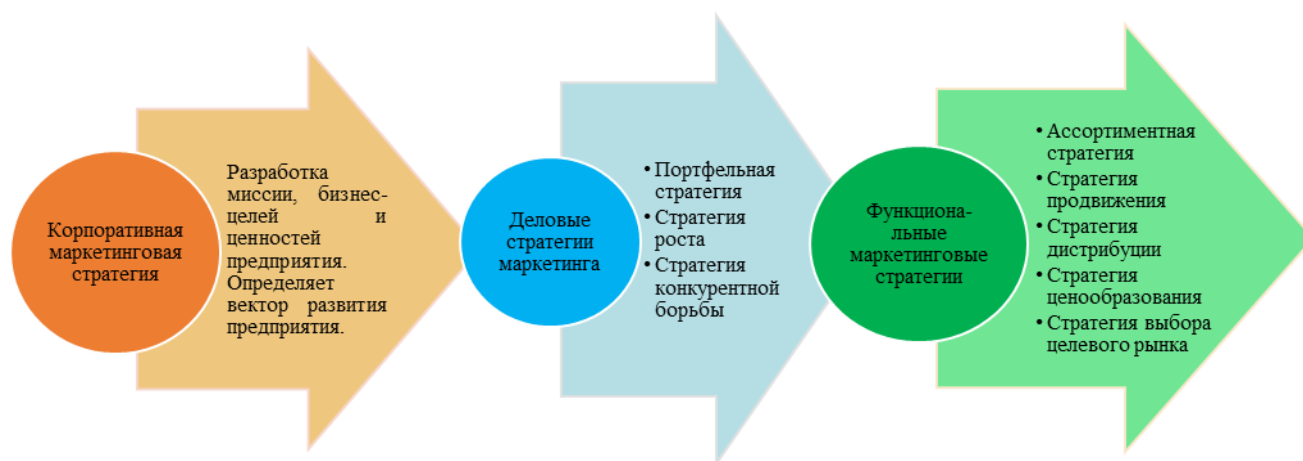 Корпоративная
маркетинговая
стратегия
Разработка
миссии, бизнес-
целей и
ценностей
предприятия.
Определяет
вектор развития
предприятия.
Деловые
стратегии
маркетинга
• Портфельная
стратегия
• Стратегия
роста
• Стратегия
конкурентной
борьбы
Функциона-
льные
маркетинговые
стратегии
• Ассортиментная
стратегия
• Стратегия
продвижения
• Стратегия
дистрибуции
• Стратегия
ценообразования
• Стратегия выбора
целевого рынка